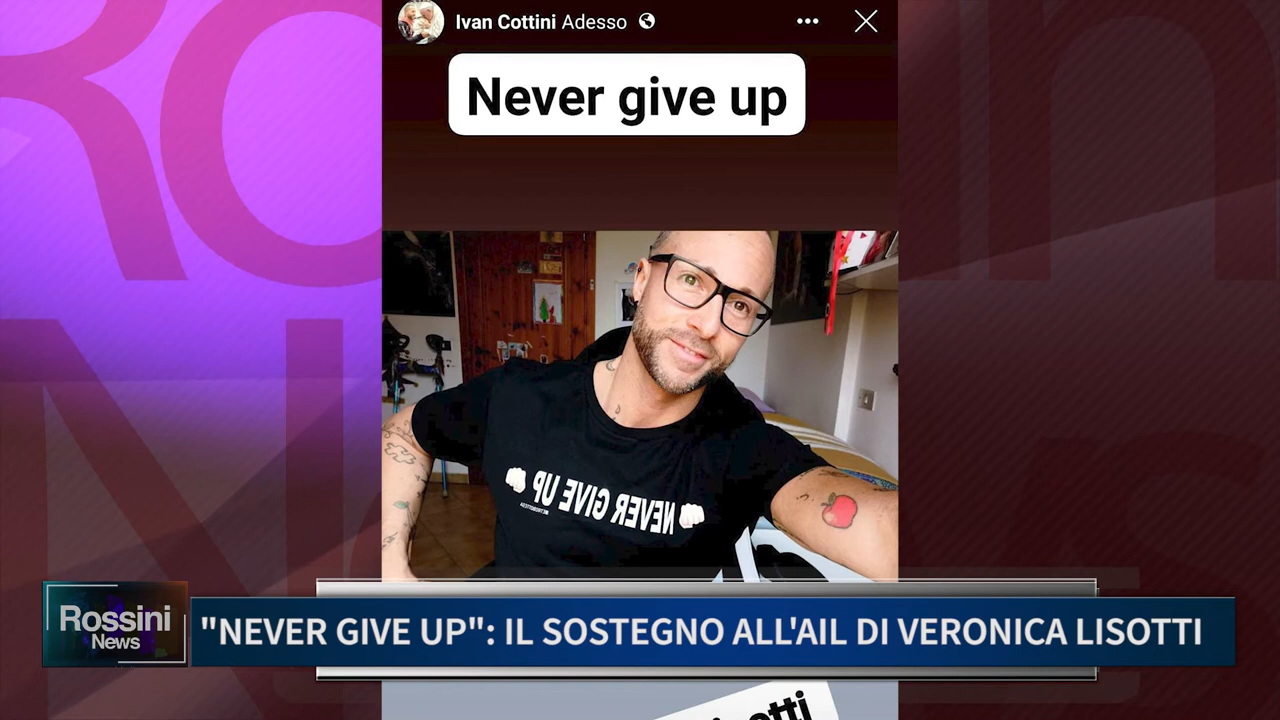 Ivan Cottini Adesso
Never give up
NEVER GIVE UP
Rossini
News
"NEVER GIVE UP": IL SOSTEGNO ALL'AIL DI VERONICA LISOTTI